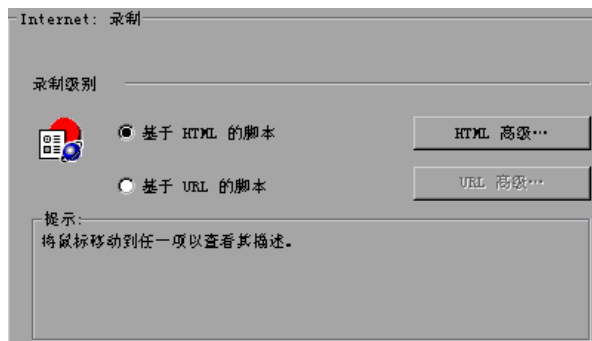 Internet: 录制
录制级别
基于 HTML 的脚本
HTML 高级…
基于 URL 的脚本
URL 高级…
提示:
将鼠标移动到任一项以查看其描述。